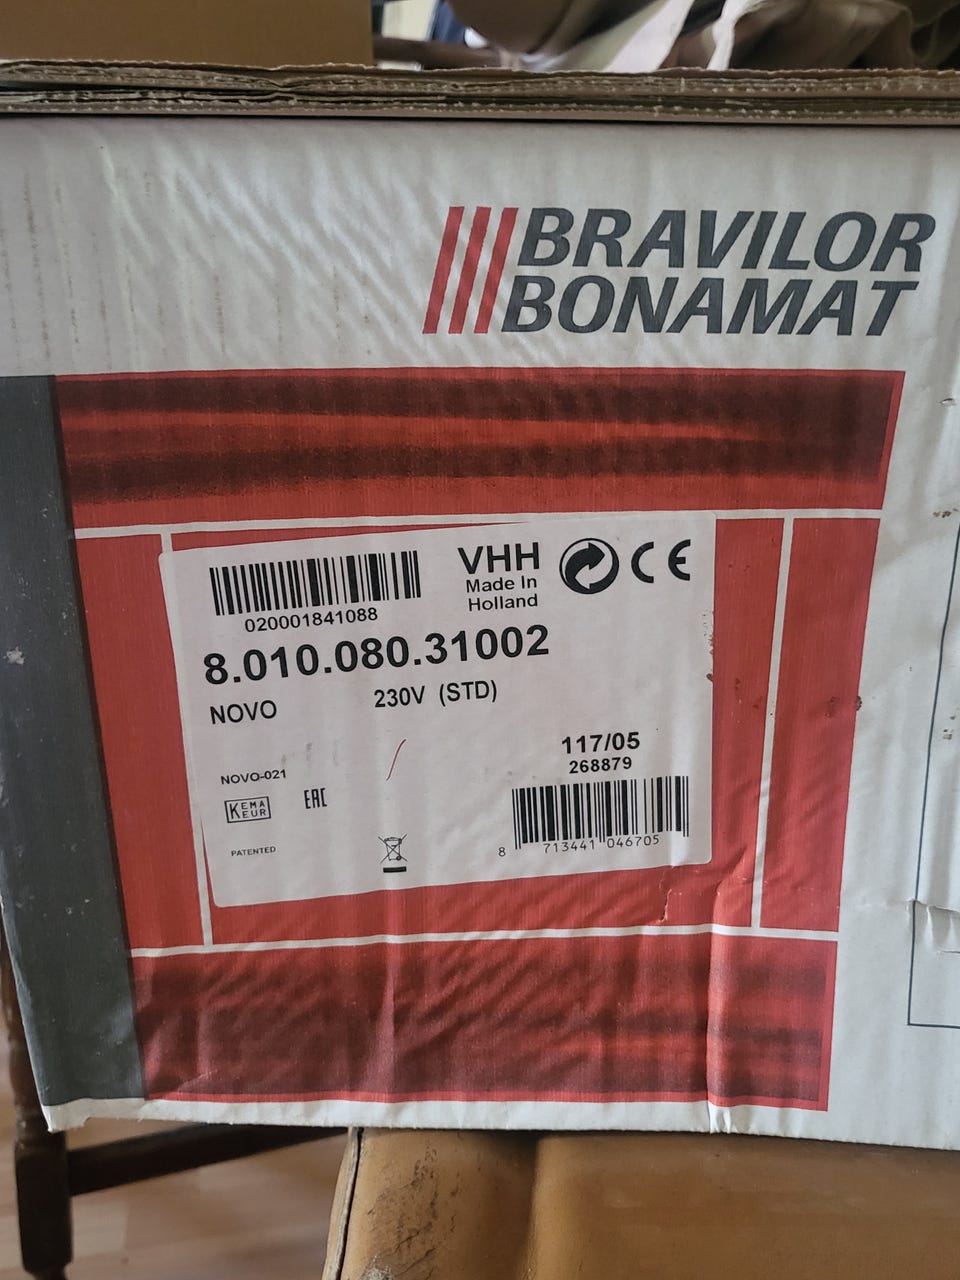 BRAVILOR
BONAMAT
020001841088
VHH
Made In
Holland
CE
8.010.080.31002
NOVO 230V (STD)
117/05
268879
NOVO-021
KEMA
KEUR
EAC
PATENTED
8 713441 046705